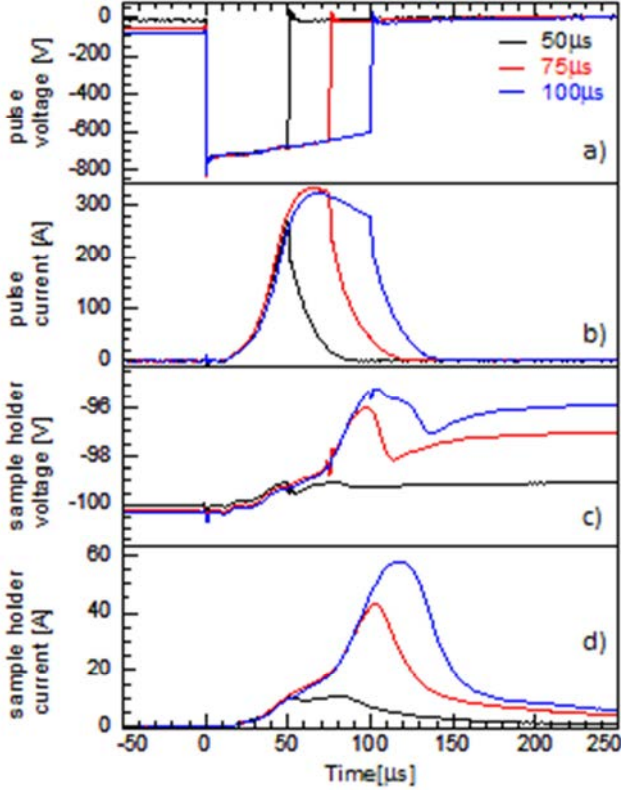 0
-200
-400
-600
-800
pulse
voltage [V]
50µs
75µs
100µs
a)
300
200
100
0
pulse
current [A]
b)
-96
-98
-100
sample holder
voltage [V]
c)
60
40
20
0
sample holder
current [A]
d)
-50 0 50 100 150 200 250
Time[µs]